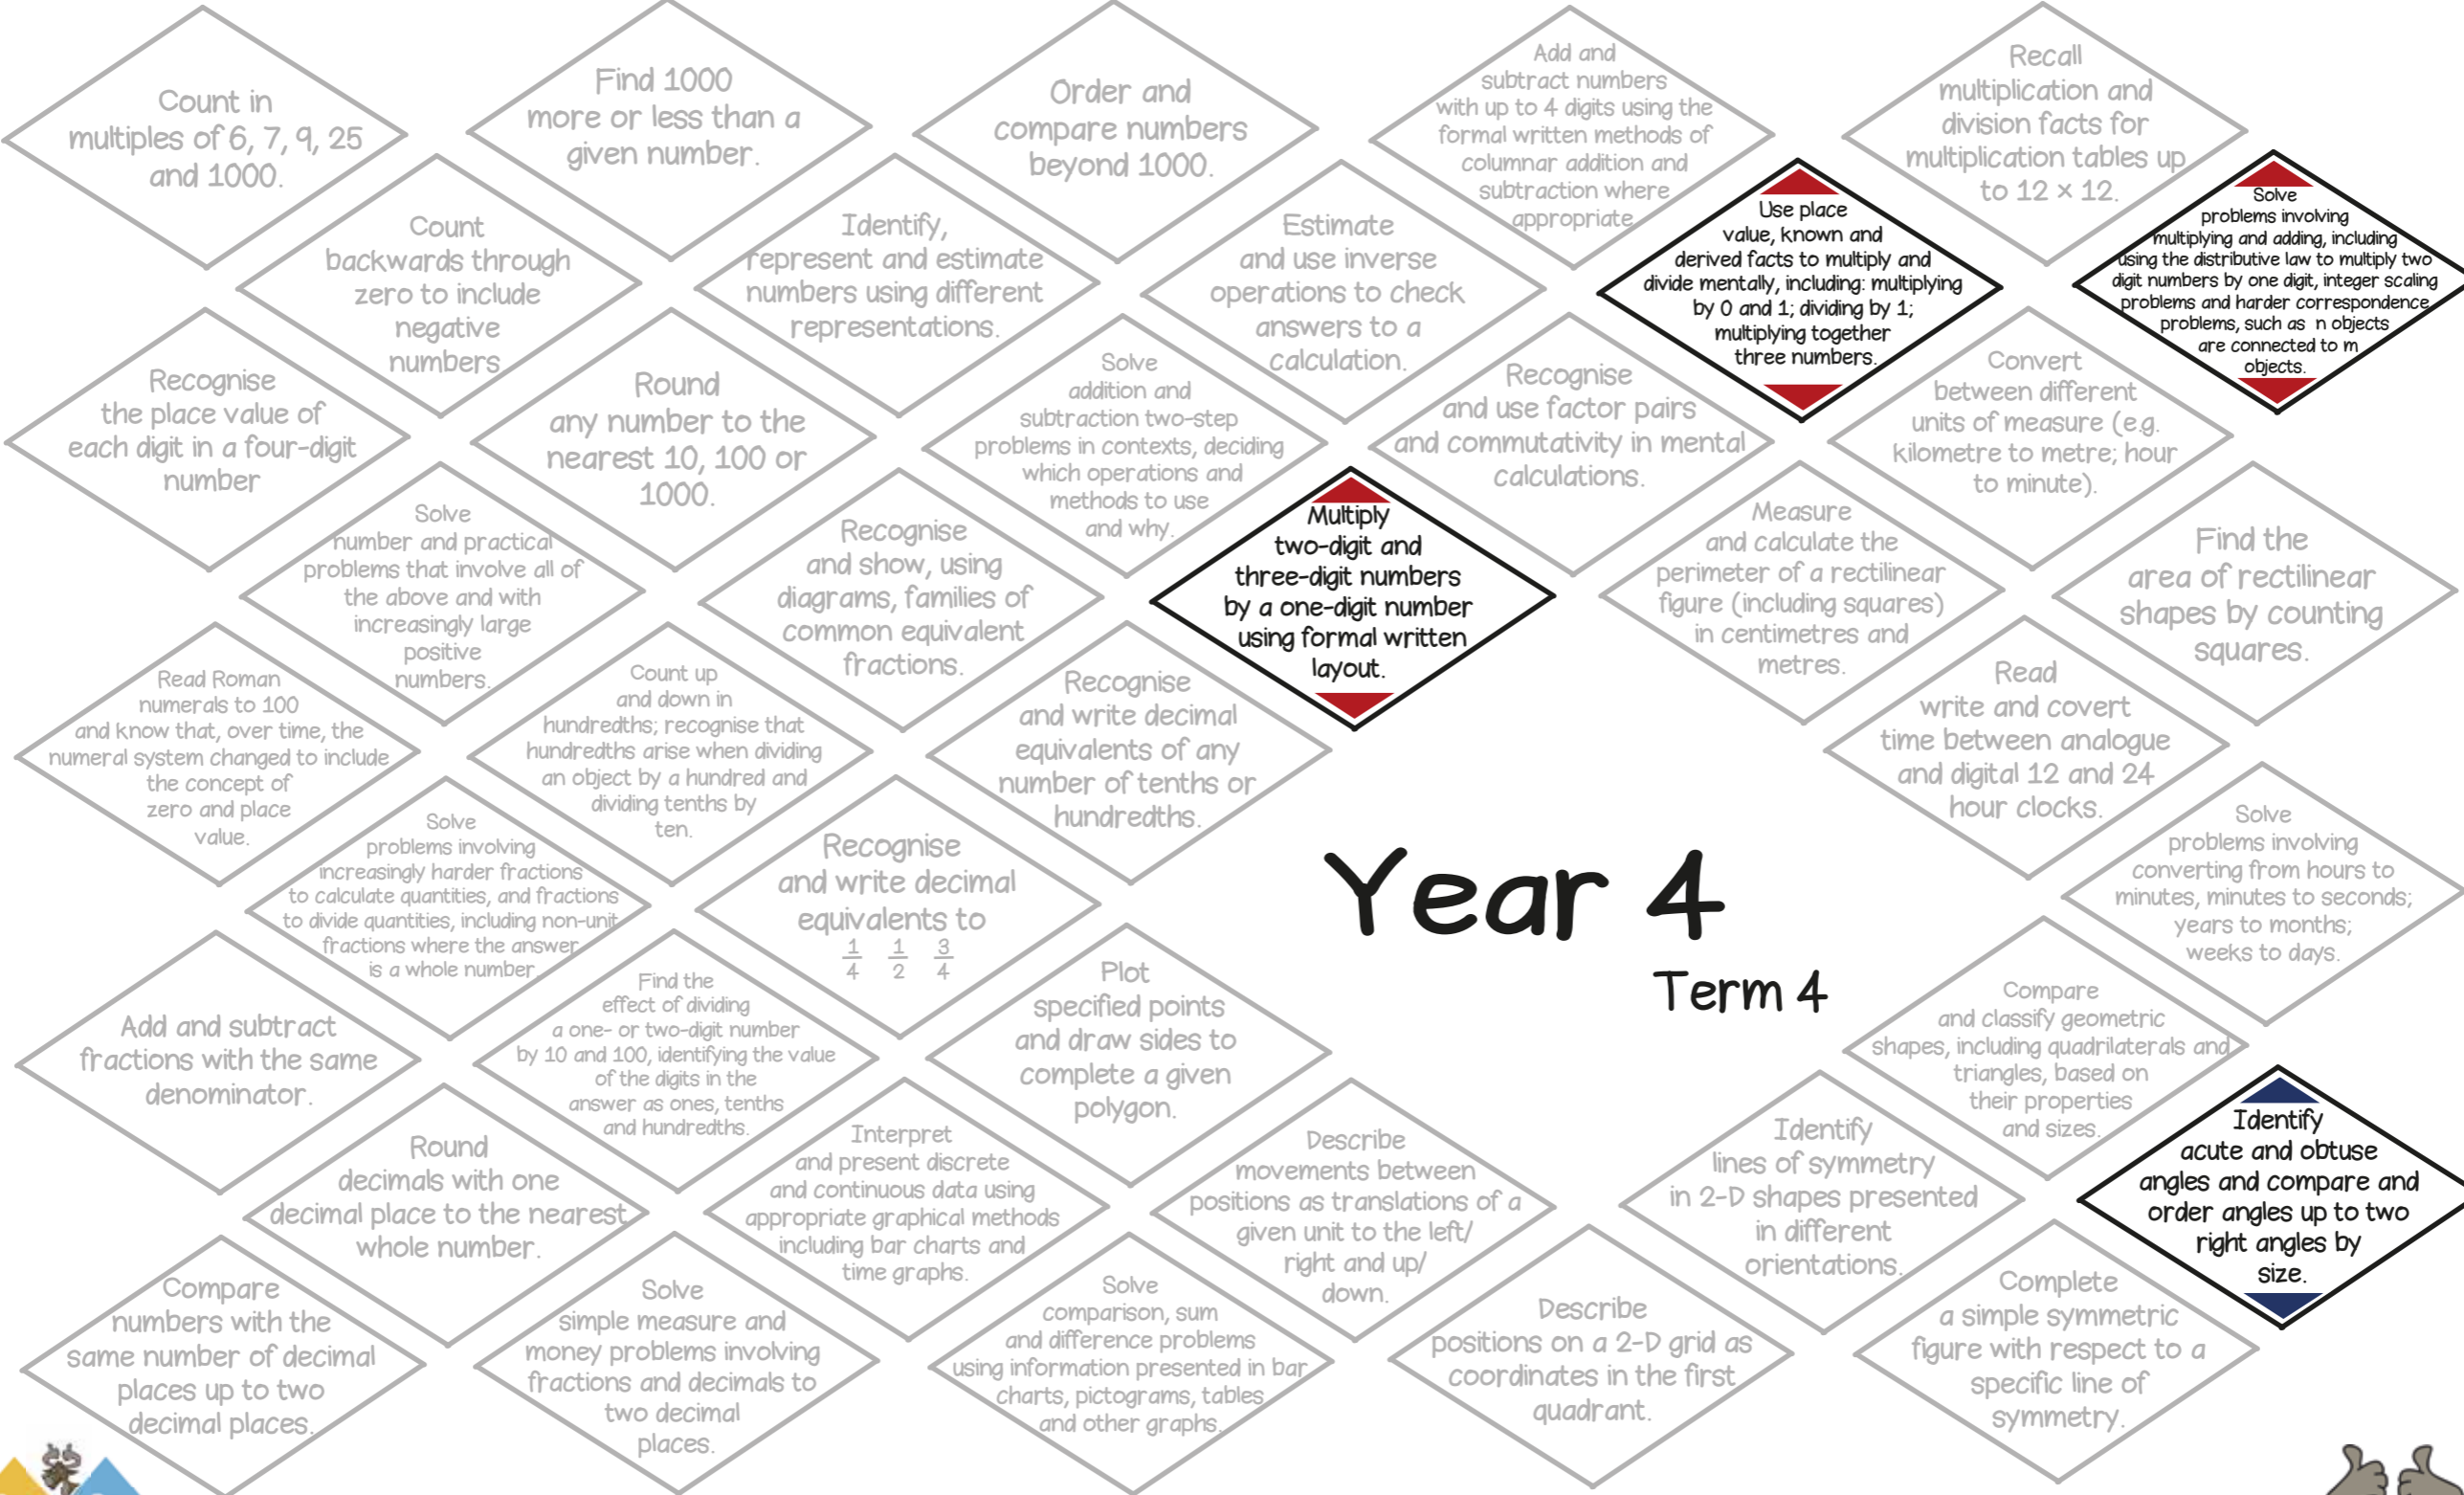 Count in
multiples of 6, 7, 9, 25
and 1000.
Find 1000
more or less than a
given number.
Order and
compare numbers
beyond 1000.
Add and
subtract numbers
with up to 4 digits using the
formal written methods of
columnar addition and
subtraction where
appropriate.
Recall
multiplication and
division facts for
multiplication tables up
to 12 × 12.
Count
backwards through
zero to include
negative
numbers
Identify,
represent and estimate
numbers using different
representations.
Estimate
and use inverse
operations to check
answers to a
calculation.
Use place
value, known and
derived facts to multiply and
divide mentally, including: multiplying
by 0 and 1; dividing by 1;
multiplying together
three numbers.
Solve
problems involving
multiplying and adding, including
using the distributive law to multiply two
digit numbers by one digit, integer scaling
problems and harder correspondence
problems, such as n objects
are connected to m
objects.
Recognise
the place value of
each digit in a four-digit
number
Round
any number to the
nearest 10, 100 or
1000.
Solve
addition and
subtraction two-step
problems in contexts, deciding
which operations and
methods to use
and why.
Recognise
and use factor pairs
and commutativity in mental
calculations.
Convert
between different
units of measure (e.g.
kilometre to metre; hour
to minute).
Solve
number and practical
problems that involve all of
the above and with
increasingly large
positive
numbers.
Recognise
and show, using
diagrams, families of
common equivalent
fractions.
Multiply
two-digit and
three-digit numbers
by a one-digit number
using formal written
layout.
Measure
and calculate the
perimeter of a rectilinear
figure (including squares)
in centimetres and
metres.
Find the
area of rectilinear
shapes by counting
squares.
Read Roman
numerals to 100
and know that, over time, the
numeral system changed to include
the concept of
zero and place
value.
Count up
and down in
hundredths; recognise that
hundredths arise when dividing
an object by a hundred and
dividing tenths by
ten.
Recognise
and write decimal
equivalents of any
number of tenths or
hundredths.
Read
write and covert
time between analogue
and digital 12 and 24
hour clocks.
Solve
problems involving
increasingly harder fractions
to calculate quantities, and fractions
to divide quantities, including non-unit
fractions where the answer
is a whole number.
Recognise
and write decimal
equivalents to
1/4 1/2 3/4
Year 4
Term 4
Solve
problems involving
converting from hours to
minutes, minutes to seconds;
years to months;
weeks to days.
Add and subtract
fractions with the same
denominator.
Find the
effect of dividing
a one- or two-digit number
by 10 and 100, identifying the value
of the digits in the
answer as ones, tenths
and hundredths.
Plot
specified points
and draw sides to
complete a given
polygon.
Compare
and classify geometric
shapes, including quadrilaterals and
triangles, based on
their properties
and sizes.
Round
decimals with one
decimal place to the nearest
whole number.
Interpret
and present discrete
and continuous data using
appropriate graphical methods
including bar charts and
time graphs.
Describe
movements between
positions as translations of a
given unit to the left/
right and up/
down.
Identify
lines of symmetry
in 2-D shapes presented
in different
orientations.
Identify
acute and obtuse
angles and compare and
order angles up to two
right angles by
size.
Compare
numbers with the
same number of decimal
places up to two
decimal places.
Solve
simple measure and
money problems involving
fractions and decimals to
two decimal
places.
Solve
comparison, sum
and difference problems
using information presented in bar
charts, pictograms, tables
and other graphs.
Describe
positions on a 2-D grid as
coordinates in the first
quadrant.
Complete
a simple symmetric
figure with respect to a
specific line of
symmetry.